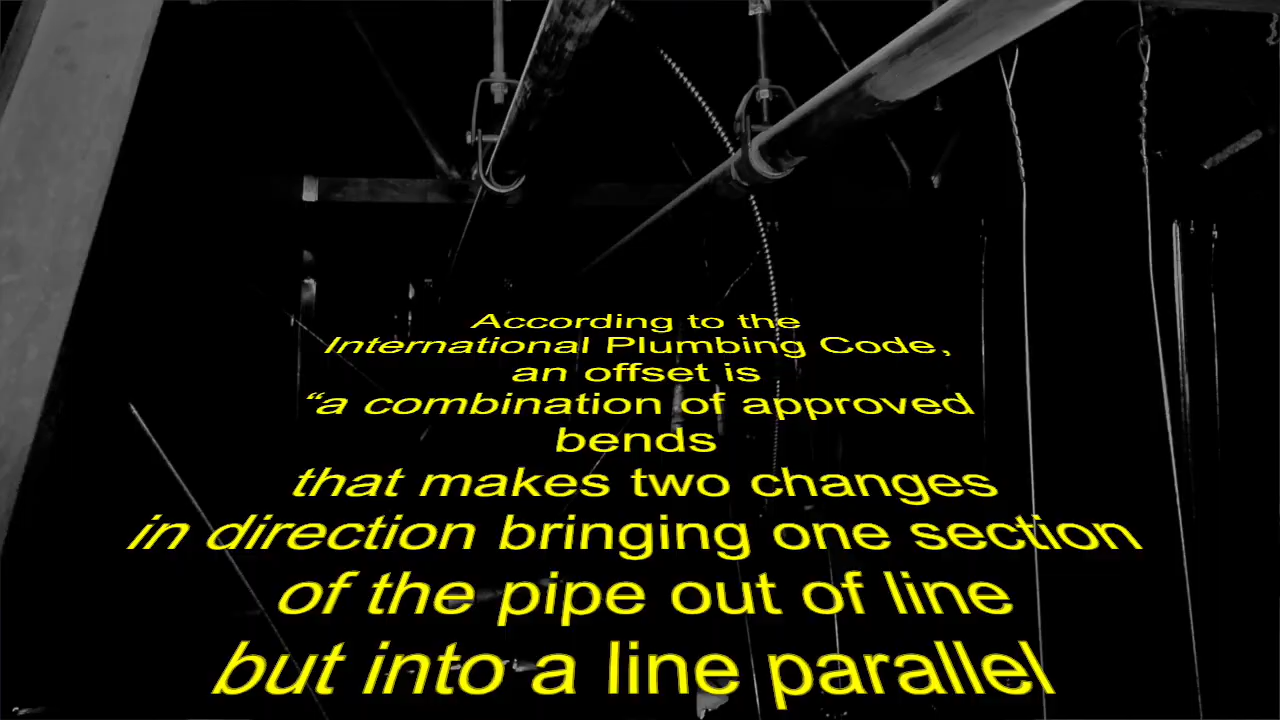 According to the
International Plumbing Code,
an offset is
“a combination of approved
bends
that makes two changes
in direction bringing one section
of the pipe out of line
but into a line parallel